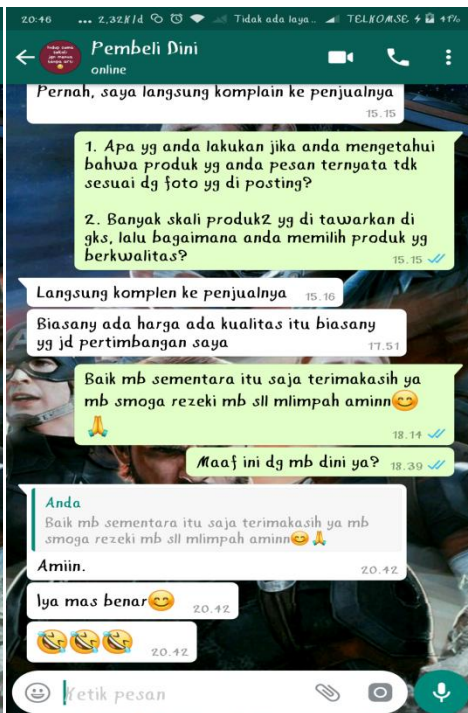 20:46 ... 2,32K/d Tidak ada laya... TELKOMSE 41%
Pembeli Dini
online
Pernah, saya langsung komplain ke penjualnya
15.15
1. Apa yg anda lakukan jika anda mengetahui
bahwa produk yg anda pesan ternyata tdk
sesuai dg foto yg di posting?
2. Banyak skali produk2 yg di tawarkan di
gks, lalu bagaimana anda memilih produk yg
berkwalitas?
15.15
Langsung komplen ke penjualnya 15.16
Biasany ada harga ada kualitas itu biasany
yg jd pertimbangan saya
17.51
Baik mb sementara itu saja terimakasih ya
mb smoga rezeki mb sll mlimpah aminn😊
🙏
18.14
Maaf ini dg mb dini ya? 18.39
Anda
Baik mb sementara itu saja terimakasih ya mb
smoga rezeki mb sll mlimpah aminn😊🙏
Amiin.
20.42
Iya mas benar😊 20.42
🤣🤣🤣 20.42
Ketik pesan